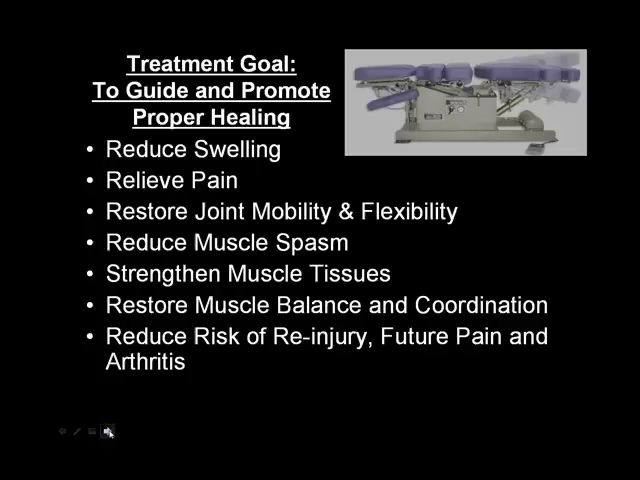 Treatment Goal:
To Guide and Promote
Proper Healing
• Reduce Swelling
• Relieve Pain
• Restore Joint Mobility & Flexibility
• Reduce Muscle Spasm
• Strengthen Muscle Tissues
• Restore Muscle Balance and Coordination
• Reduce Risk of Re-injury, Future Pain and
Arthritis